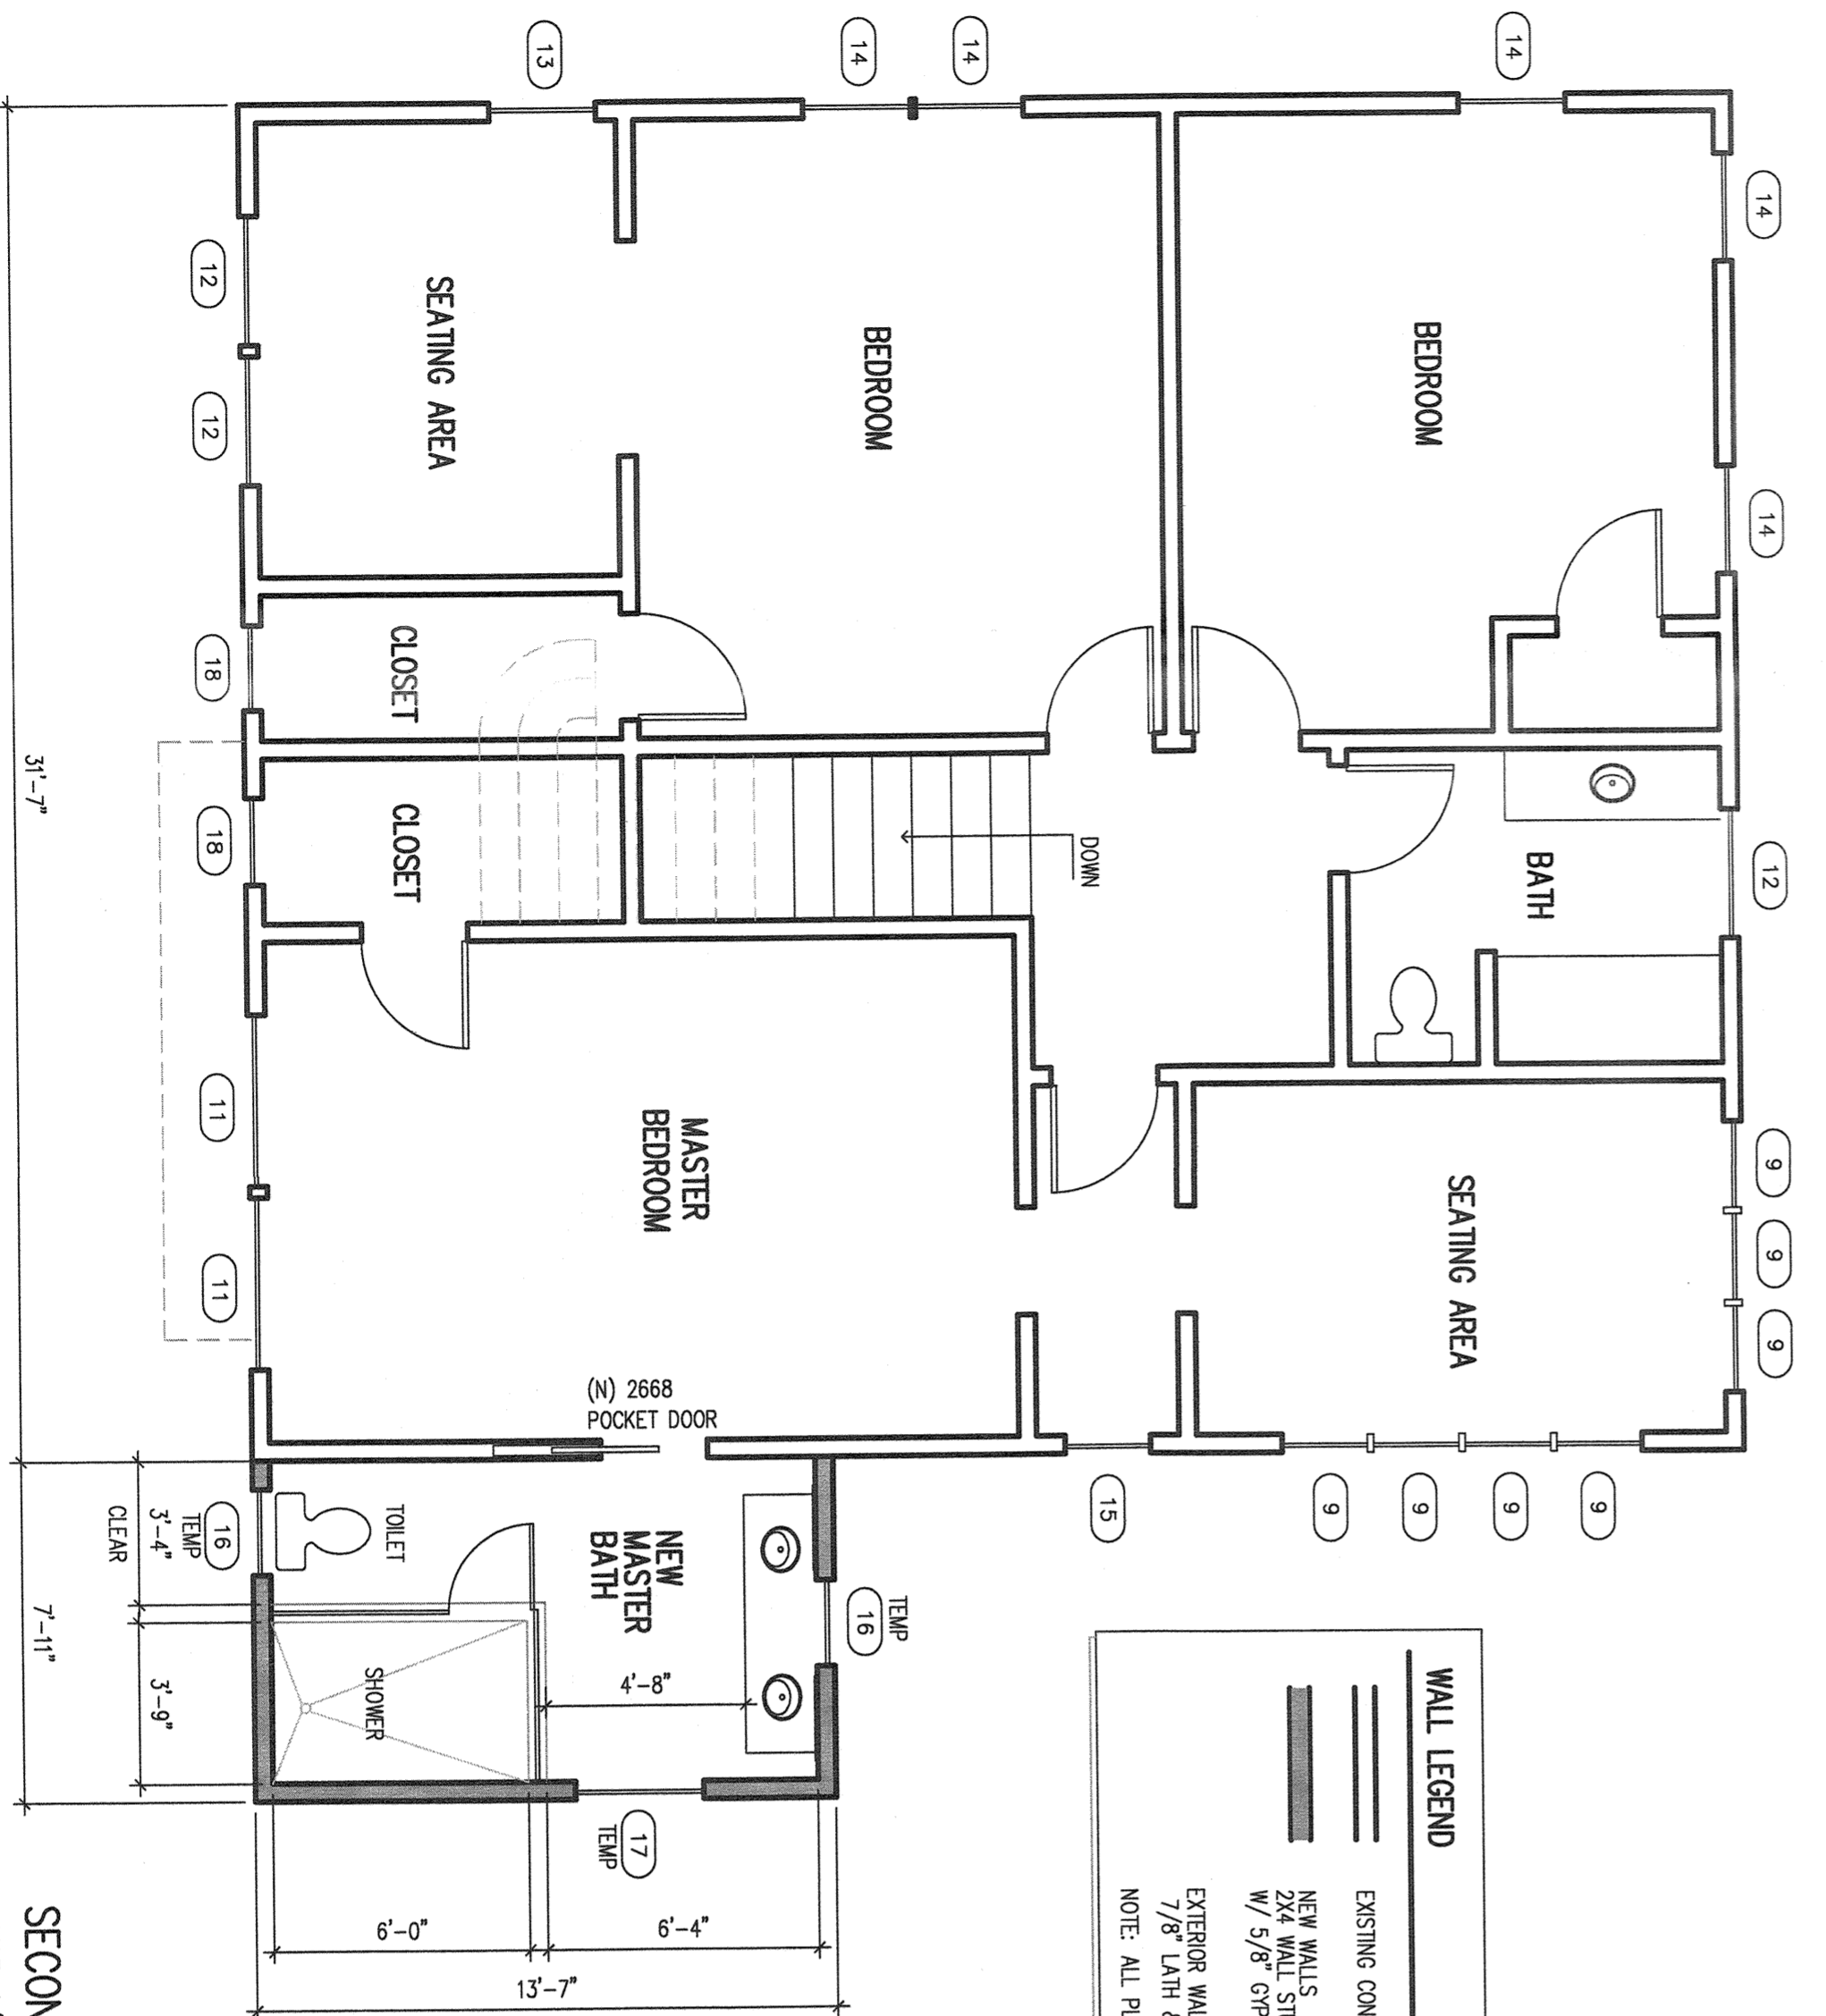 14
14
14
14
14
13
12
12
18
18
11
11
12
9
9
9
9
9
9
9
15
BEDROOM
BEDROOM
SEATING AREA
CLOSET
CLOSET
DOWN
BATH
SEATING AREA
MASTER
BEDROOM
(N) 2668
POCKET DOOR
NEW
MASTER
BATH
TOILET
SHOWER
16
TEMP
TEMP
16
17
TEMP
3'-4"
CLEAR
3'-9"
4'-8"
31'-7"
7'-11"
6'-0"
6'-4"
13'-7"
WALL LEGEND
EXISTING CON
NEW WALLS
2X4 WALL ST
W/ 5/8" GYP
EXTERIOR WAL
7/8" LATH &
NOTE: ALL PL
SECON